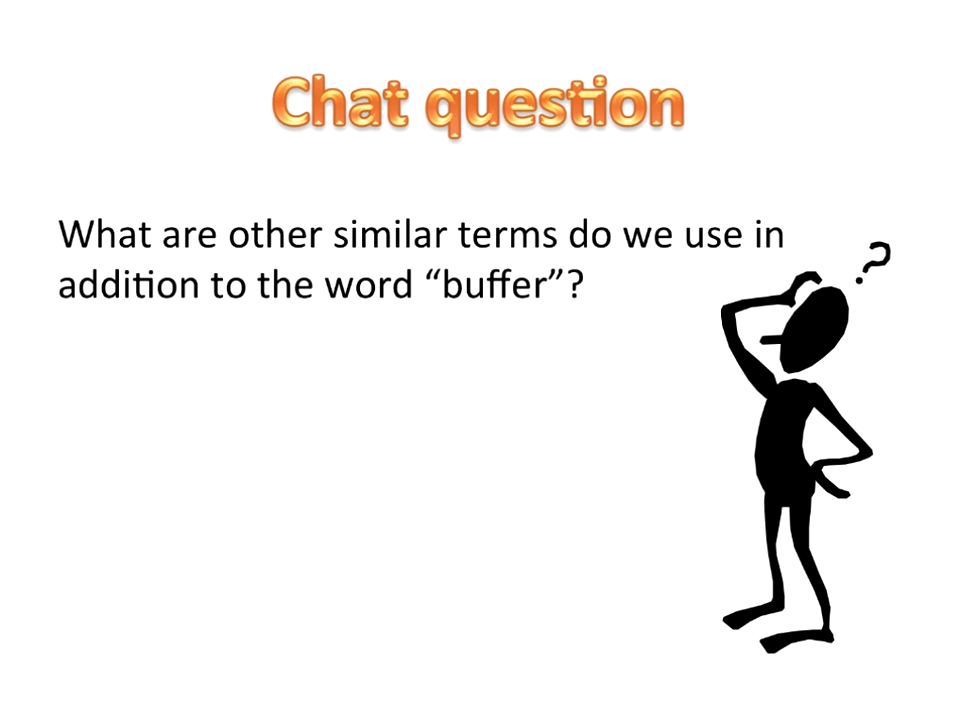 Chat question
What are other similar terms do we use in
addition to the word “buffer”?
?